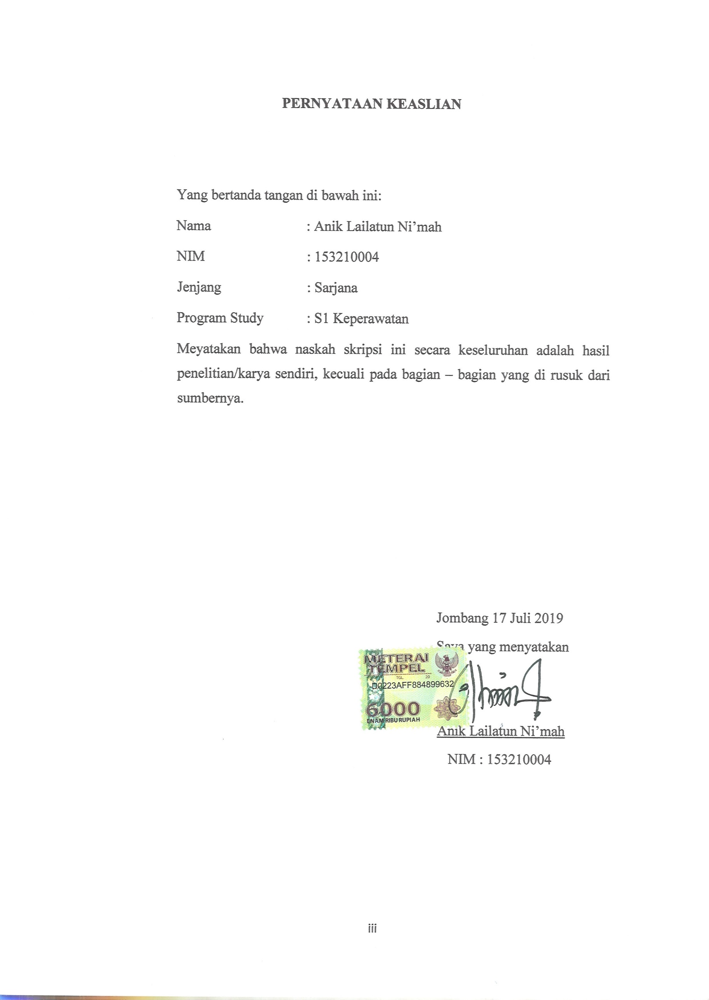 PERNYATAAN KEASLIAN
Yang bertanda tangan di bawah ini:
Nama : Anik Lailatun Ni’mah
NIM : 153210004
Jenjang : Sarjana
Program Study : S1 Keperawatan
Meyatakan bahwa naskah skripsi ini secara keseluruhan adalah hasil
penelitian/karya sendiri, kecuali pada bagian – bagian yang di rusuk dari
sumbernya.
Jombang 17 Juli 2019
Saya yang menyatakan
METERAI
TEMPEL
TGL. 20
D0223AFF884899632
6000
ENAM RIBU RUPIAH
Anik Lailatun Ni’mah
NIM : 153210004
iii